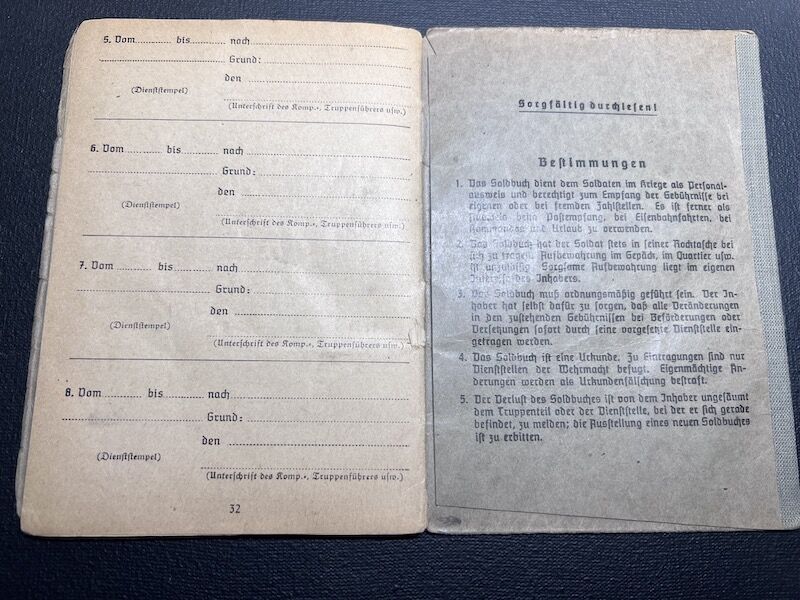 5. Vom ........ bis ........ nach
Grund:
den
(Dienststempel)
(Unterschrift des Komp.-, Truppenführers usw.)
6. Vom ........ bis ........ nach
Grund:
den
(Dienststempel)
(Unterschrift des Komp.-, Truppenführers usw.)
7. Vom ........ bis ........ nach
Grund:
den
(Dienststempel)
(Unterschrift des Komp.-, Truppenführers usw.)
8. Vom ........ bis ........ nach
Grund:
den
(Dienststempel)
(Unterschrift des Komp.-, Truppenführers usw.)
32
Sorgfältig durchlesen!
Bestimmungen
1. Das Soldbuch dient dem Soldaten im Kriege als Personal-
ausweis und berechtigt zum Empfang der Gebührnisse bei
eigenen oder bei fremden Zahlstellen. Es ist ferner als
Ausweis beim Postempfang, bei Eisenbahnfahrten, bei
Kommandos und Urlaub zu verwenden.
2. Das Soldbuch hat der Soldat stets in seiner Rocktasche bei
sich zu tragen. Aufbewahrung im Gepäck, im Quartier usw.
ist unzulässig. Sorgsame Aufbewahrung liegt im eigenen
Interesse des Inhabers.
3. Das Soldbuch muß ordnungsmäßig geführt sein. Der In-
haber hat selbst dafür zu sorgen, daß alle Veränderungen
in den zustehenden Gebührnissen bei Beförderungen oder
Versetzungen sofort durch seine vorgesetzte Dienststelle ein-
getragen werden.
4. Das Soldbuch ist eine Urkunde. Zu Eintragungen sind nur
Dienststellen der Wehrmacht befugt. Eigenmächtige Än-
derungen werden als Urkundenfälschung bestraft.
5. Der Verlust des Soldbuches ist von dem Inhaber ungesäumt
dem Truppenteil oder der Dienststelle, bei der er sich gerade
befindet, zu melden; die Ausstellung eines neuen Soldbuches
ist zu erbitten.